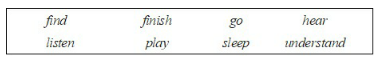 find finish go hear
listen play sleep understand